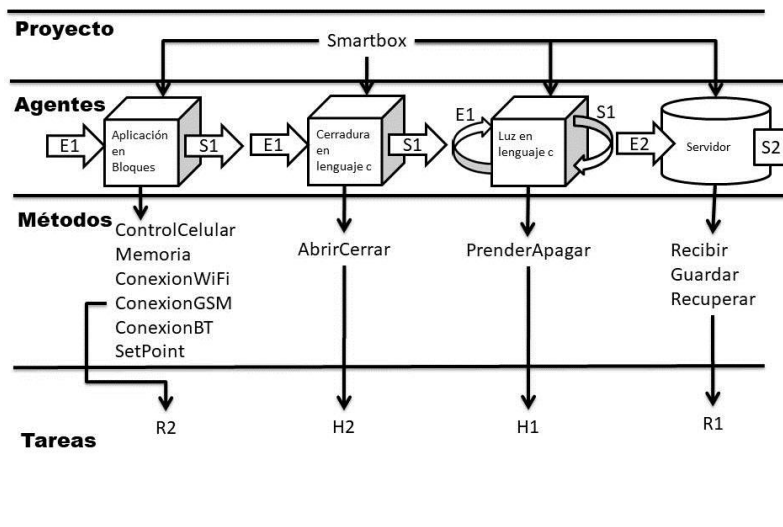 Proyecto
Smartbox
Agentes
E1
Aplicación
en
Bloques
S1
E1
Cerradura
en
lenguaje c
S1
E1
Luz en
lenguaje c
S1
E2
Servidor
S2
Métodos
ControlCelular
Memoria
ConexionWiFi
ConexionGSM
ConexionBT
SetPoint
AbrirCerrar
PrenderApagar
Recibir
Guardar
Recuperar
Tareas
R2
H2
H1
R1